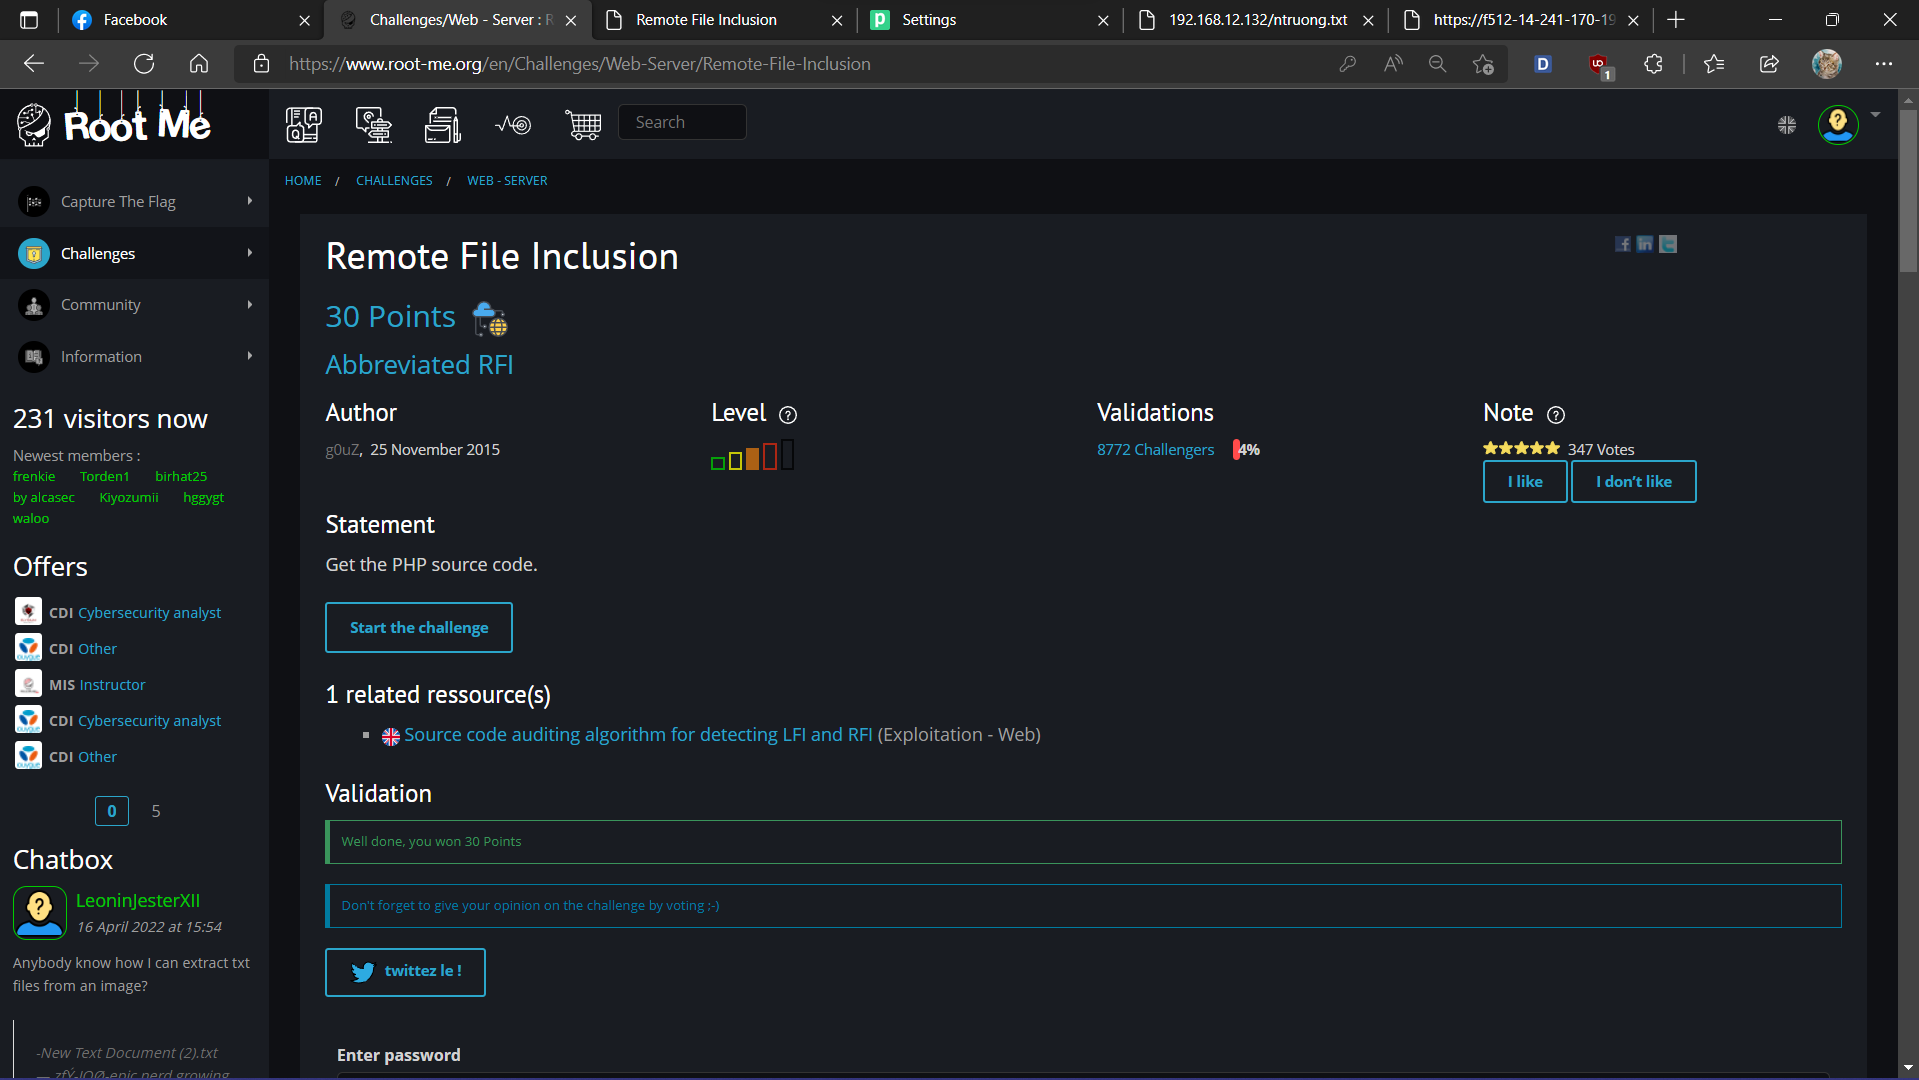 Facebook
Challenges/Web - Server : R
Remote File Inclusion
Settings
192.168.12.132/ntruong.txt
https://f512-14-241-170-19
https://www.root-me.org/en/Challenges/Web-Server/Remote-File-Inclusion
D
1
Root Me
Search
HOME / CHALLENGES / WEB - SERVER
Capture The Flag
Challenges
Community
Information
231 visitors now
Newest members :
frenkie Torden1 birhat25
by alcasec Kiyozumii hggygt
waloo
Offers
CDI Cybersecurity analyst
CDI Other
MIS Instructor
CDI Cybersecurity analyst
CDI Other
0 5
Chatbox
LeoninJesterXII
16 April 2022 at 15:54
Anybody know how I can extract txt
files from an image?
-New Text Document (2).txt
Remote File Inclusion
30 Points
Abbreviated RFI
Author
g0uZ, 25 November 2015
Level
Validations
8772 Challengers 4%
Note
347 Votes
I like I don't like
Statement
Get the PHP source code.
Start the challenge
1 related ressource(s)
Source code auditing algorithm for detecting LFI and RFI (Exploitation - Web)
Validation
Well done, you won 30 Points
Don't forget to give your opinion on the challenge by voting ;-)
twittez le !
Enter password